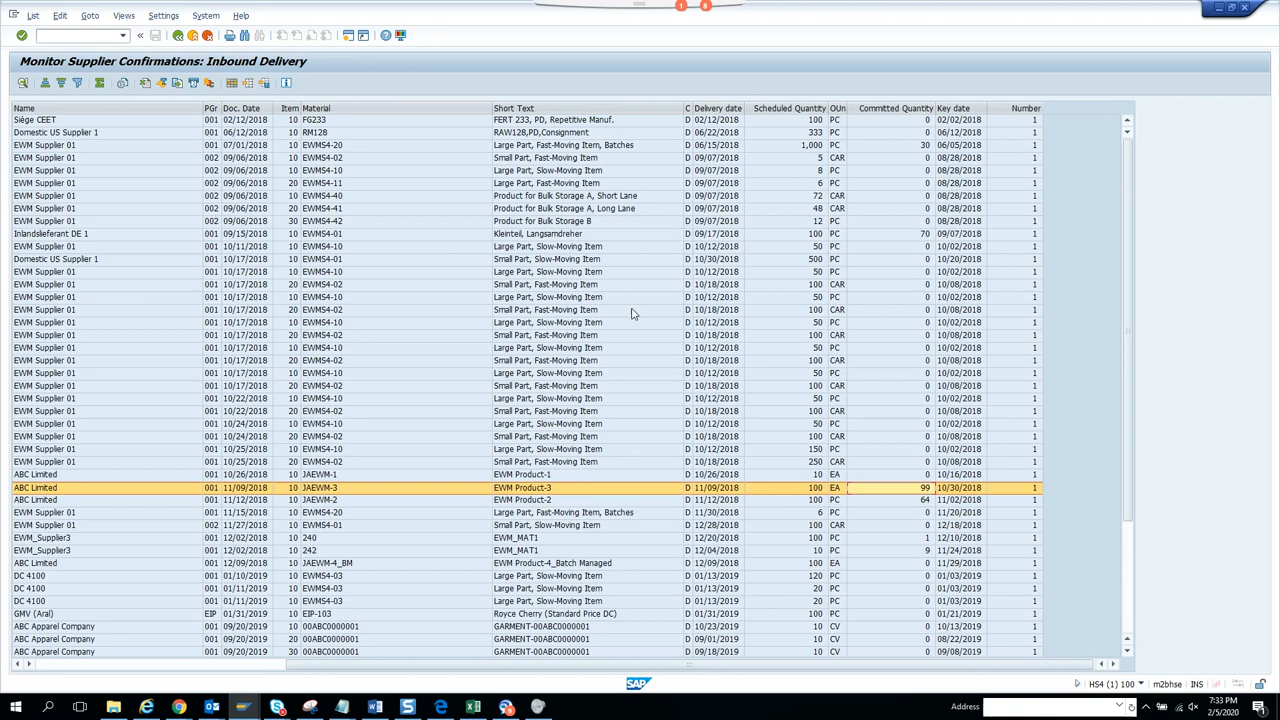 1 8
List Edit Goto Views Settings System Help
Monitor Supplier Confirmations: Inbound Delivery
Name PGr Doc. Date Item Material Short Text C Delivery date Scheduled Quantity OUn Committed Quantity Key date Number
Siège CEET 001 02/12/2018 10 FG233 FERT 233, PD, Repetitive Manuf. D 02/12/2018 100 PC 0 02/02/2018 1
Domestic US Supplier 1 001 06/12/2018 10 RM128 RAW128,PD,Consignment D 06/22/2018 333 PC 0 06/12/2018 1
EWM Supplier 01 001 07/01/2018 10 EWMS4-20 Large Part, Fast-Moving Item, Batches D 06/15/2018 1,000 PC 30 06/05/2018 1
EWM Supplier 01 002 09/06/2018 10 EWMS4-02 Small Part, Fast-Moving Item D 09/07/2018 5 CAR 0 08/28/2018 1
EWM Supplier 01 002 09/06/2018 10 EWMS4-10 Large Part, Slow-Moving Item D 09/07/2018 8 PC 0 08/28/2018 1
EWM Supplier 01 002 09/06/2018 20 EWMS4-11 Large Part, Fast-Moving Item D 09/07/2018 6 PC 0 08/28/2018 1
EWM Supplier 01 002 09/06/2018 10 EWMS4-40 Product for Bulk Storage A, Short Lane D 09/07/2018 72 CAR 0 08/28/2018 1
EWM Supplier 01 002 09/06/2018 20 EWMS4-41 Product for Bulk Storage A, Long Lane D 09/07/2018 48 CAR 0 08/28/2018 1
EWM Supplier 01 002 09/06/2018 30 EWMS4-42 Product for Bulk Storage B D 09/07/2018 12 PC 0 08/28/2018 1
Inlandslieferant DE 1 001 09/15/2018 10 EWMS4-01 Kleinteil, Langsamdreher D 09/17/2018 100 PC 70 09/07/2018 1
EWM Supplier 01 001 10/11/2018 10 EWMS4-10 Large Part, Slow-Moving Item D 10/12/2018 50 PC 0 10/02/2018 1
Domestic US Supplier 1 001 10/17/2018 10 EWMS4-01 Small Part, Slow-Moving Item D 10/30/2018 500 PC 0 10/20/2018 1
EWM Supplier 01 001 10/17/2018 10 EWMS4-10 Large Part, Slow-Moving Item D 10/12/2018 50 PC 0 10/02/2018 1
EWM Supplier 01 001 10/17/2018 20 EWMS4-02 Small Part, Fast-Moving Item D 10/18/2018 100 CAR 0 10/08/2018 1
EWM Supplier 01 001 10/17/2018 10 EWMS4-10 Large Part, Slow-Moving Item D 10/12/2018 50 PC 0 10/02/2018 1
EWM Supplier 01 001 10/17/2018 20 EWMS4-02 Small Part, Fast-Moving Item D 10/18/2018 100 CAR 0 10/08/2018 1
EWM Supplier 01 001 10/17/2018 10 EWMS4-10 Large Part, Slow-Moving Item D 10/12/2018 50 PC 0 10/02/2018 1
EWM Supplier 01 001 10/17/2018 20 EWMS4-02 Small Part, Fast-Moving Item D 10/18/2018 100 CAR 0 10/08/2018 1
EWM Supplier 01 001 10/17/2018 10 EWMS4-10 Large Part, Slow-Moving Item D 10/12/2018 50 PC 0 10/02/2018 1
EWM Supplier 01 001 10/17/2018 20 EWMS4-02 Small Part, Fast-Moving Item D 10/18/2018 100 CAR 0 10/08/2018 1
EWM Supplier 01 001 10/22/2018 10 EWMS4-10 Large Part, Slow-Moving Item D 10/12/2018 50 PC 0 10/02/2018 1
EWM Supplier 01 001 10/22/2018 20 EWMS4-02 Small Part, Fast-Moving Item D 10/18/2018 100 CAR 0 10/08/2018 1
EWM Supplier 01 001 10/22/2018 10 EWMS4-10 Large Part, Slow-Moving Item D 10/12/2018 50 PC 0 10/02/2018 1
EWM Supplier 01 001 10/22/2018 20 EWMS4-02 Small Part, Fast-Moving Item D 10/18/2018 100 CAR 0 10/08/2018 1
EWM Supplier 01 001 10/24/2018 10 EWMS4-10 Large Part, Slow-Moving Item D 10/12/2018 50 PC 0 10/02/2018 1
EWM Supplier 01 001 10/24/2018 20 EWMS4-02 Small Part, Fast-Moving Item D 10/18/2018 100 CAR 0 10/08/2018 1
EWM Supplier 01 001 10/25/2018 10 EWMS4-10 Large Part, Slow-Moving Item D 10/12/2018 150 PC 0 10/02/2018 1
EWM Supplier 01 001 10/25/2018 20 EWMS4-02 Small Part, Fast-Moving Item D 10/18/2018 250 CAR 0 10/08/2018 1
ABC Limited 001 10/26/2018 10 JAEWM-1 EWM Product-1 D 10/26/2018 10 EA 0 10/16/2018 1
ABC Limited 001 11/09/2018 10 JAEWM-3 EWM Product-3 D 11/09/2018 100 EA 99 10/30/2018 1
ABC Limited 001 11/12/2018 10 JAEWM-2 EWM Product-2 D 11/12/2018 100 PC 64 11/02/2018 1
EWM Supplier 01 001 11/15/2018 10 EWMS4-20 Large Part, Fast-Moving Item, Batches D 11/30/2018 6 PC 0 11/20/2018 1
EWM Supplier 01 002 11/27/2018 10 EWMS4-01 Small Part, Slow-Moving Item D 12/28/2018 100 CAR 0 12/18/2018 1
EWM_Supplier3 001 12/02/2018 10 240 EWM_MAT1 D 12/20/2018 100 PC 1 12/10/2018 1
EWM_Supplier3 001 12/02/2018 10 242 EWM_MAT1 D 12/04/2018 10 PC 9 11/24/2018 1
ABC Limited 001 12/09/2018 10 JAEWM-4_BM EWM Product-4_Batch Managed D 12/09/2018 100 EA 0 11/29/2018 1
DC 4100 001 01/10/2019 10 EWMS4-03 Large Part, Slow-Moving Item D 01/13/2019 120 PC 0 01/03/2019 1
DC 4100 001 01/11/2019 10 EWMS4-03 Large Part, Slow-Moving Item D 01/13/2019 20 PC 0 01/03/2019 1
DC 4100 001 01/11/2019 10 EWMS4-03 Large Part, Slow-Moving Item D 01/13/2019 20 PC 0 01/03/2019 1
GMV (Aral) EIP 01/31/2019 10 EIP-103 Royce Cherry (Standard Price DC) D 01/31/2019 100 PC 0 01/21/2019 1
ABC Apparel Company 001 09/20/2019 10 00ABC0000001 GARMENT-00ABC0000001 D 10/23/2019 10 CV 0 10/13/2019 1
ABC Apparel Company 001 09/20/2019 20 00ABC0000001 GARMENT-00ABC0000001 D 09/01/2019 10 CV 0 08/22/2019 1
ABC Apparel Company 001 09/20/2019 30 00ABC0000001 GARMENT-00ABC0000001 D 09/18/2019 10 CV 0 09/08/2019 1
SAP HS4 (1) 100 m2bhse INS
Address 7:33 PM
2/5/2020